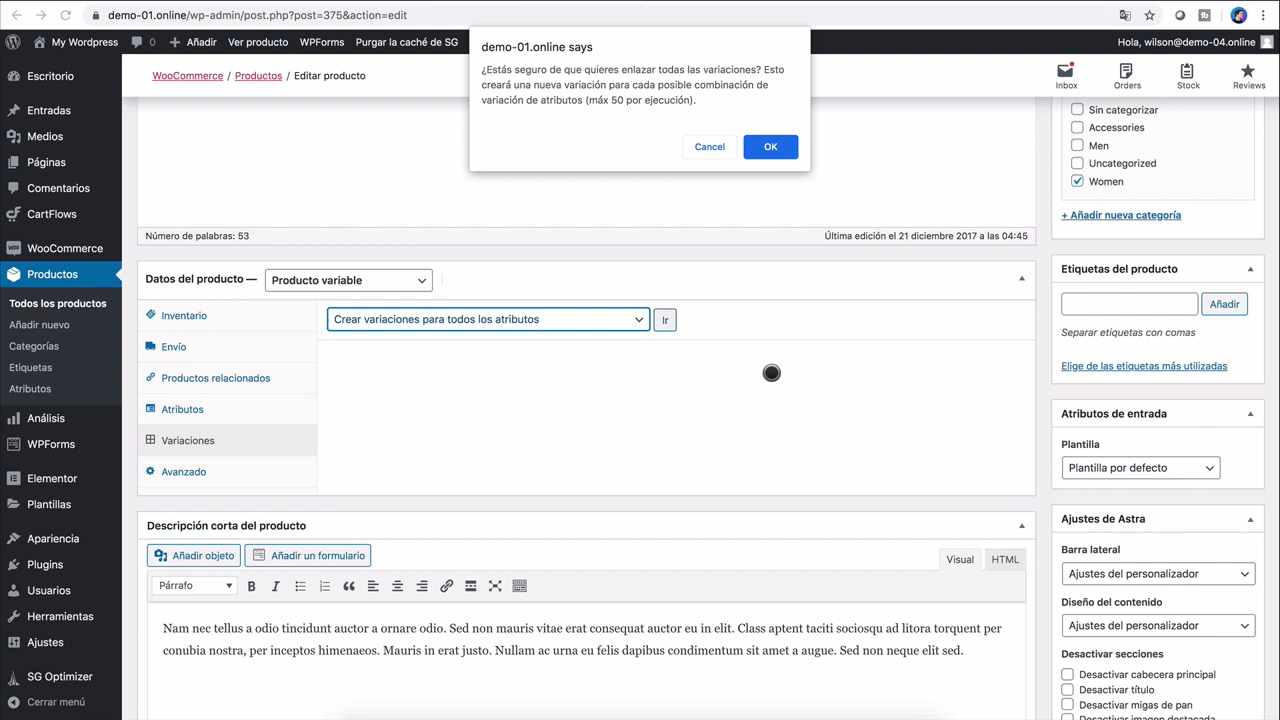 demo-01.online/wp-admin/post.php?post=375&action=edit
My Wordpress
0
Añadir
Ver producto
WPForms
Purgar la caché de SG
Hola, wilson@demo-04.online
demo-01.online says
¿Estás seguro de que quieres enlazar todas las variaciones? Esto
creará una nueva variación para cada posible combinación de
variación de atributos (máx 50 por ejecución).
Cancel
OK
WooCommerce / Productos / Editar producto
Inbox
Orders
Stock
Reviews
Escritorio
Entradas
Medios
Páginas
Comentarios
CartFlows
WooCommerce
Productos
Todos los productos
Añadir nuevo
Categorías
Etiquetas
Atributos
Análisis
WPForms
Elementor
Plantillas
Apariencia
Plugins
Usuarios
Herramientas
Ajustes
SG Optimizer
Cerrar menú
Número de palabras: 53
Última edición el 21 diciembre 2017 a las 04:45
Datos del producto —
Producto variable
Inventario
Envío
Productos relacionados
Atributos
Variaciones
Avanzado
Crear variaciones para todos los atributos
Ir
Descripción corta del producto
Añadir objeto
Añadir un formulario
Visual
HTML
Párrafo
B
I
Nam nec tellus a odio tincidunt auctor a ornare odio. Sed non mauris vitae erat consequat auctor eu in elit. Class aptent taciti sociosqu ad litora torquent per
conubia nostra, per inceptos himenaeos. Mauris in erat justo. Nullam ac urna eu felis dapibus condimentum sit amet a augue. Sed non neque elit sed.
Sin categorizar
Accessories
Men
Uncategorized
Women
+ Añadir nueva categoría
Etiquetas del producto
Añadir
Separar etiquetas con comas
Elige de las etiquetas más utilizadas
Atributos de entrada
Plantilla
Plantilla por defecto
Ajustes de Astra
Barra lateral
Ajustes del personalizador
Diseño del contenido
Ajustes del personalizador
Desactivar secciones
Desactivar cabecera principal
Desactivar título
Desactivar migas de pan
Desactivar imagen destacada